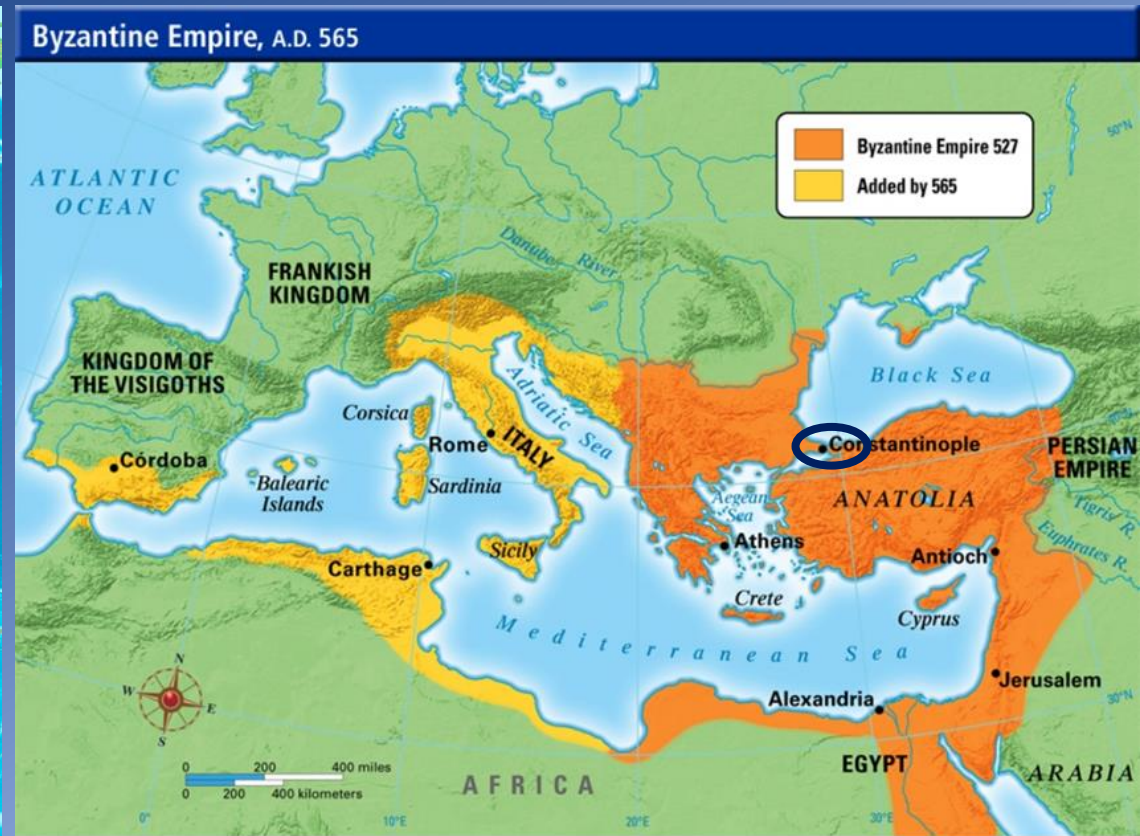 Byzantine Empire, A.D. 565
Byzantine Empire 527
Added by 565
50°N
ATLANTIC
OCEAN
Danube River
FRANKISH
KINGDOM
KINGDOM OF
THE VISIGOTHS
Black Sea
Adriatic Sea
Corsica
Rome
ITALY
Constantinople
PERSIAN
EMPIRE
Córdoba
Balearic
Islands
Sardinia
Aegean
Sea
ANATOLIA
Tigris R.
Euphrates R.
Athens
Antioch
Sicily
Carthage
Crete
Cyprus
Mediterranean Sea
Jerusalem
Alexandria
30°N
N
W
E
S
EGYPT
ARABIA
AFRICA
0 200 400 miles
0 200 400 kilometers
0°
10°E
20°E
30°E